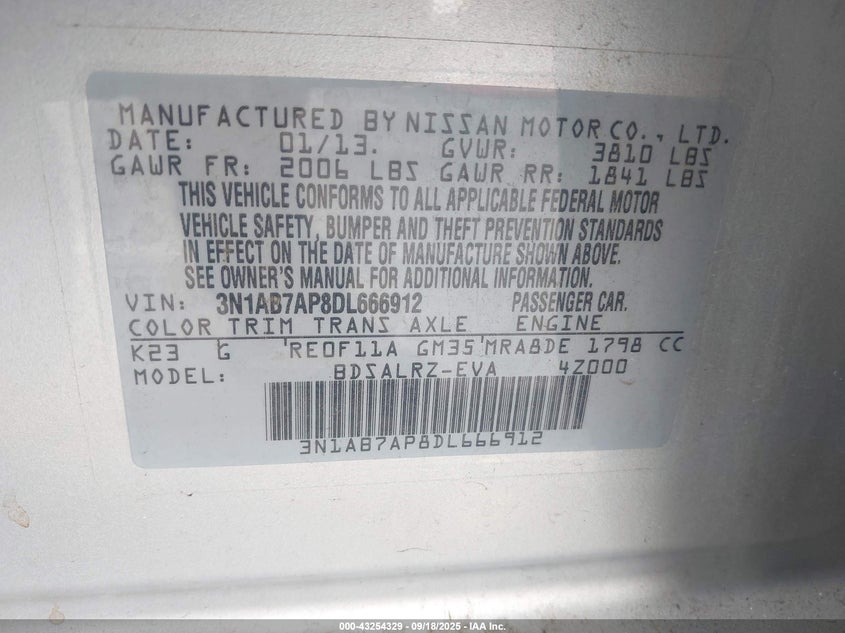 MANUFACTURED BY NISSAN MOTOR CO., LTD.
DATE: 01/13. GVWR: 3810 LBS
GAWR FR: 2006 LBS GAWR RR: 1841 LBS
THIS VEHICLE CONFORMS TO ALL APPLICABLE FEDERAL MOTOR
VEHICLE SAFETY, BUMPER AND THEFT PREVENTION STANDARDS
IN EFFECT ON THE DATE OF MANUFACTURE SHOWN ABOVE.
SEE OWNER'S MANUAL FOR ADDITIONAL INFORMATION.
VIN: 3N1AB7AP8DL666912 PASSENGER CAR.
COLOR TRIM TRANS AXLE ENGINE
K23 G RE0F11A GM35 MRA8DE 1798 CC
MODEL: BDSALRZ-EVA 4Z000
3N1AB7AP8DL666912
000-43254329 - 09/18/2025 - IAA Inc.